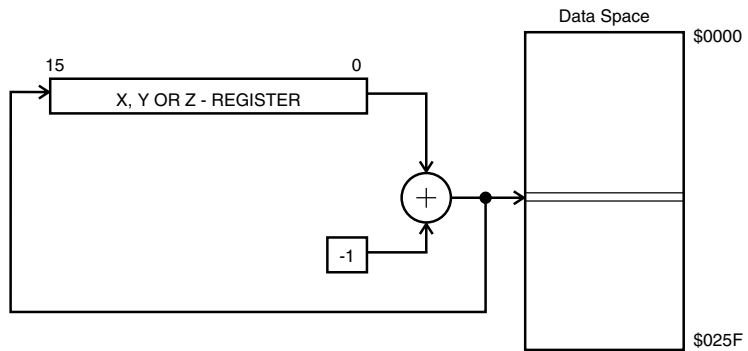 Data Space
$0000
15 0
X, Y OR Z - REGISTER
+
-1
$025F